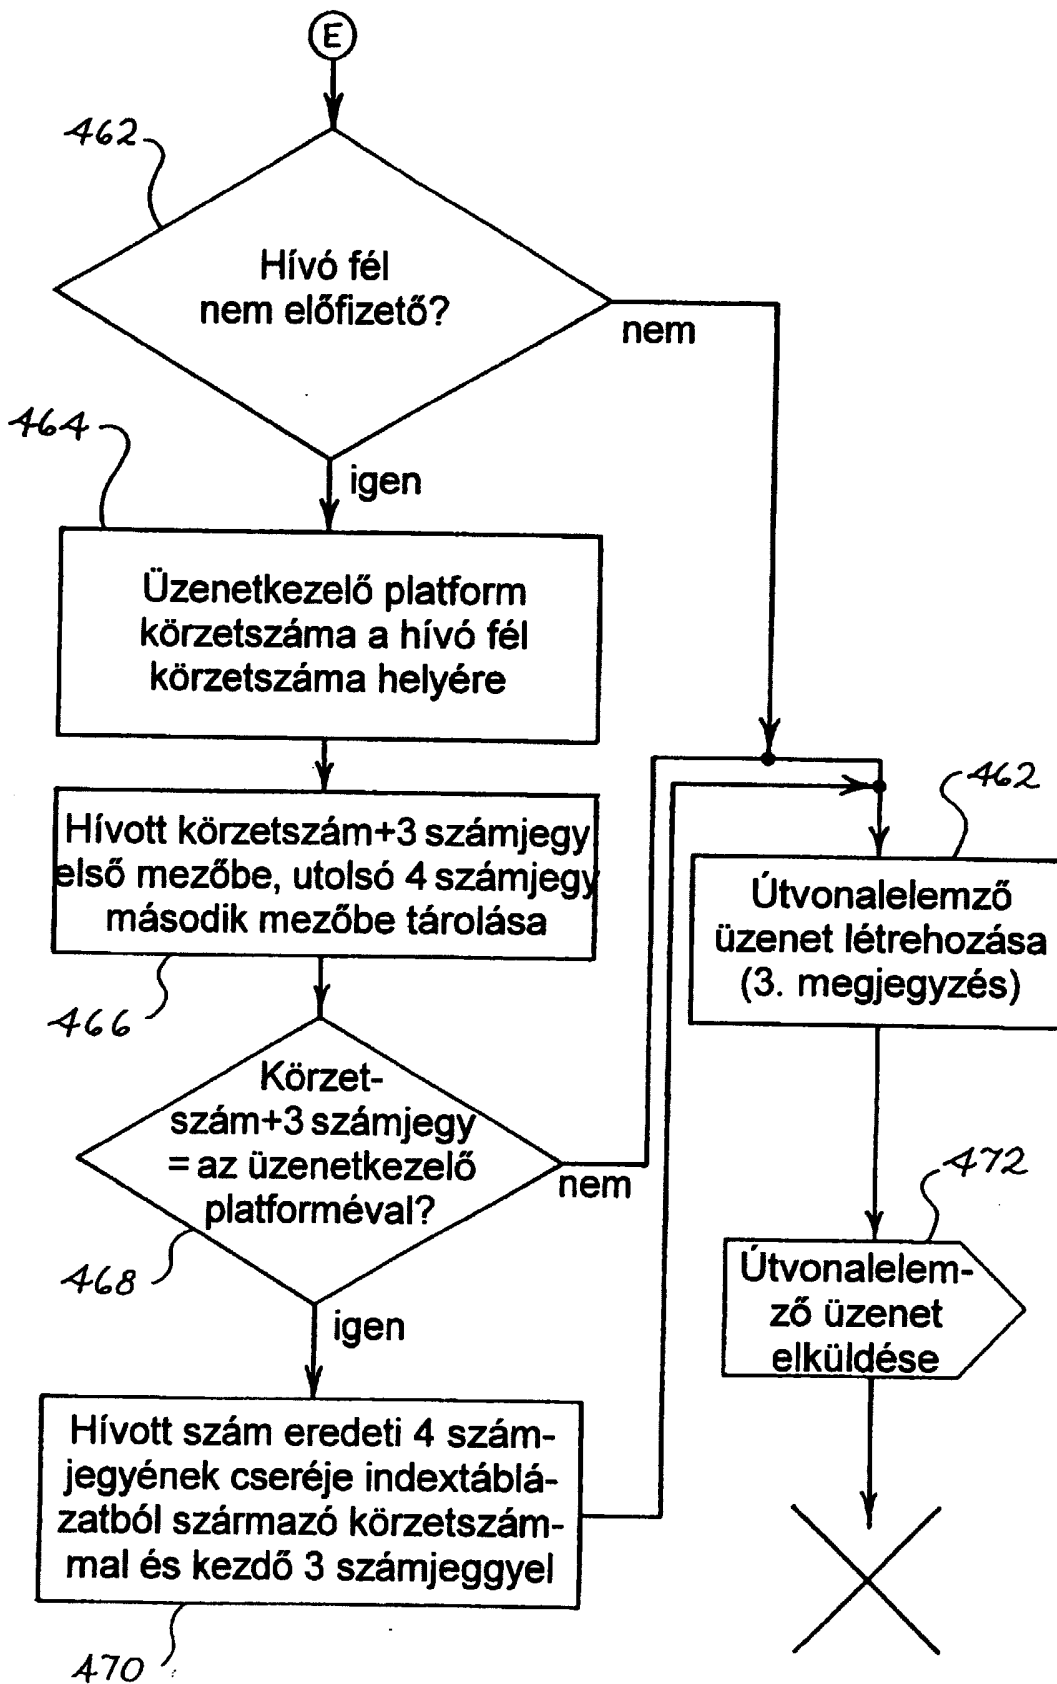 E
462
Hívó fél
nem előfizető?
nem
464
igen
Üzenetkezelő platform
körzetszáma a hívó fél
körzetszáma helyére
Hívott körzetszám+3 számjegy
első mezőbe, utolsó 4 számjegy
második mezőbe tárolása
466
Körzet-
szám+3 számjegy
= az üzenetkezelő
platforméval?
nem
468
igen
Hívott szám eredeti 4 szám-
jegyének cseréje indextáblá-
zatból származó körzetszám-
mal és kezdő 3 számjeggyel
470
462
Útvonalelemző
üzenet létrehozása
(3. megjegyzés)
472
Útvonalelem-
ző üzenet
elküldése